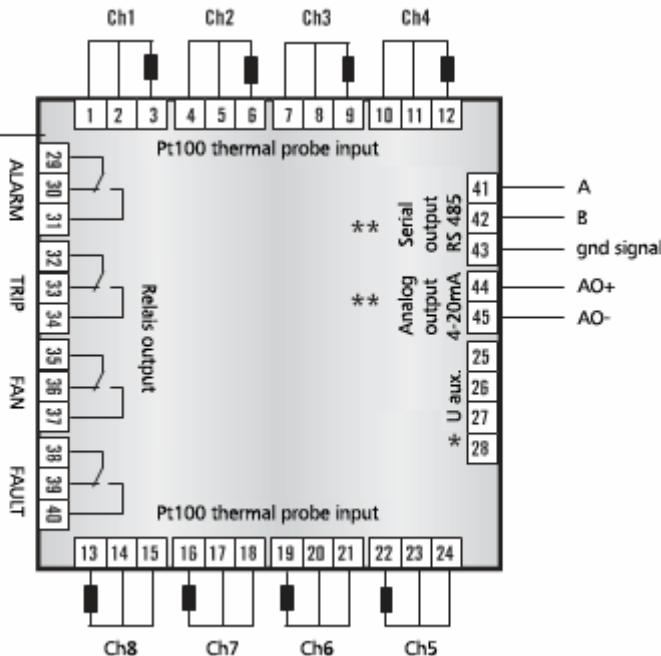 Ch1 Ch2 Ch3 Ch4
1 2 3 4 5 6 7 8 9 10 11 12
Pt100 thermal probe input
ALARM
29
30
31
TRIP
32
33
34
FAN
35
36
37
FAULT
38
39
40
Relais output
** Serial output RS 485
41 A
42 B
43 gnd signal
** Analog output 4-20mA
44 AO+
45 AO-
* U aux.
25
26
27
28
Pt100 thermal probe input
13 14 15 16 17 18 19 20 21 22 23 24
Ch8 Ch7 Ch6 Ch5